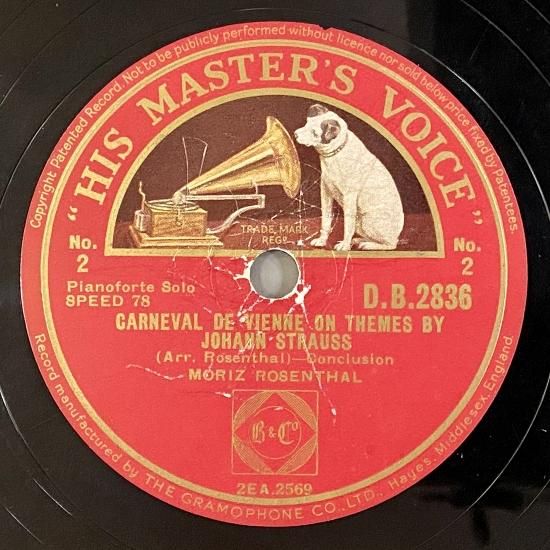 Copyright Patented Record. Not to be publicly performed without licence nor sold below price fixed by Patentees.
"HIS MASTER'S VOICE"
TRADE MARK
REGD
No.
2
No.
2
Pianoforte Solo
SPEED 78
D.B.2836
CARNEVAL DE VIENNE ON THEMES BY
JOHANN STRAUSS
(Arr. Rosenthal)—Conclusion
MORIZ ROSENTHAL
B & Co
2EA.2569
Record manufactured by THE GRAMOPHONE CO., LTD., Hayes, Middlesex, England.